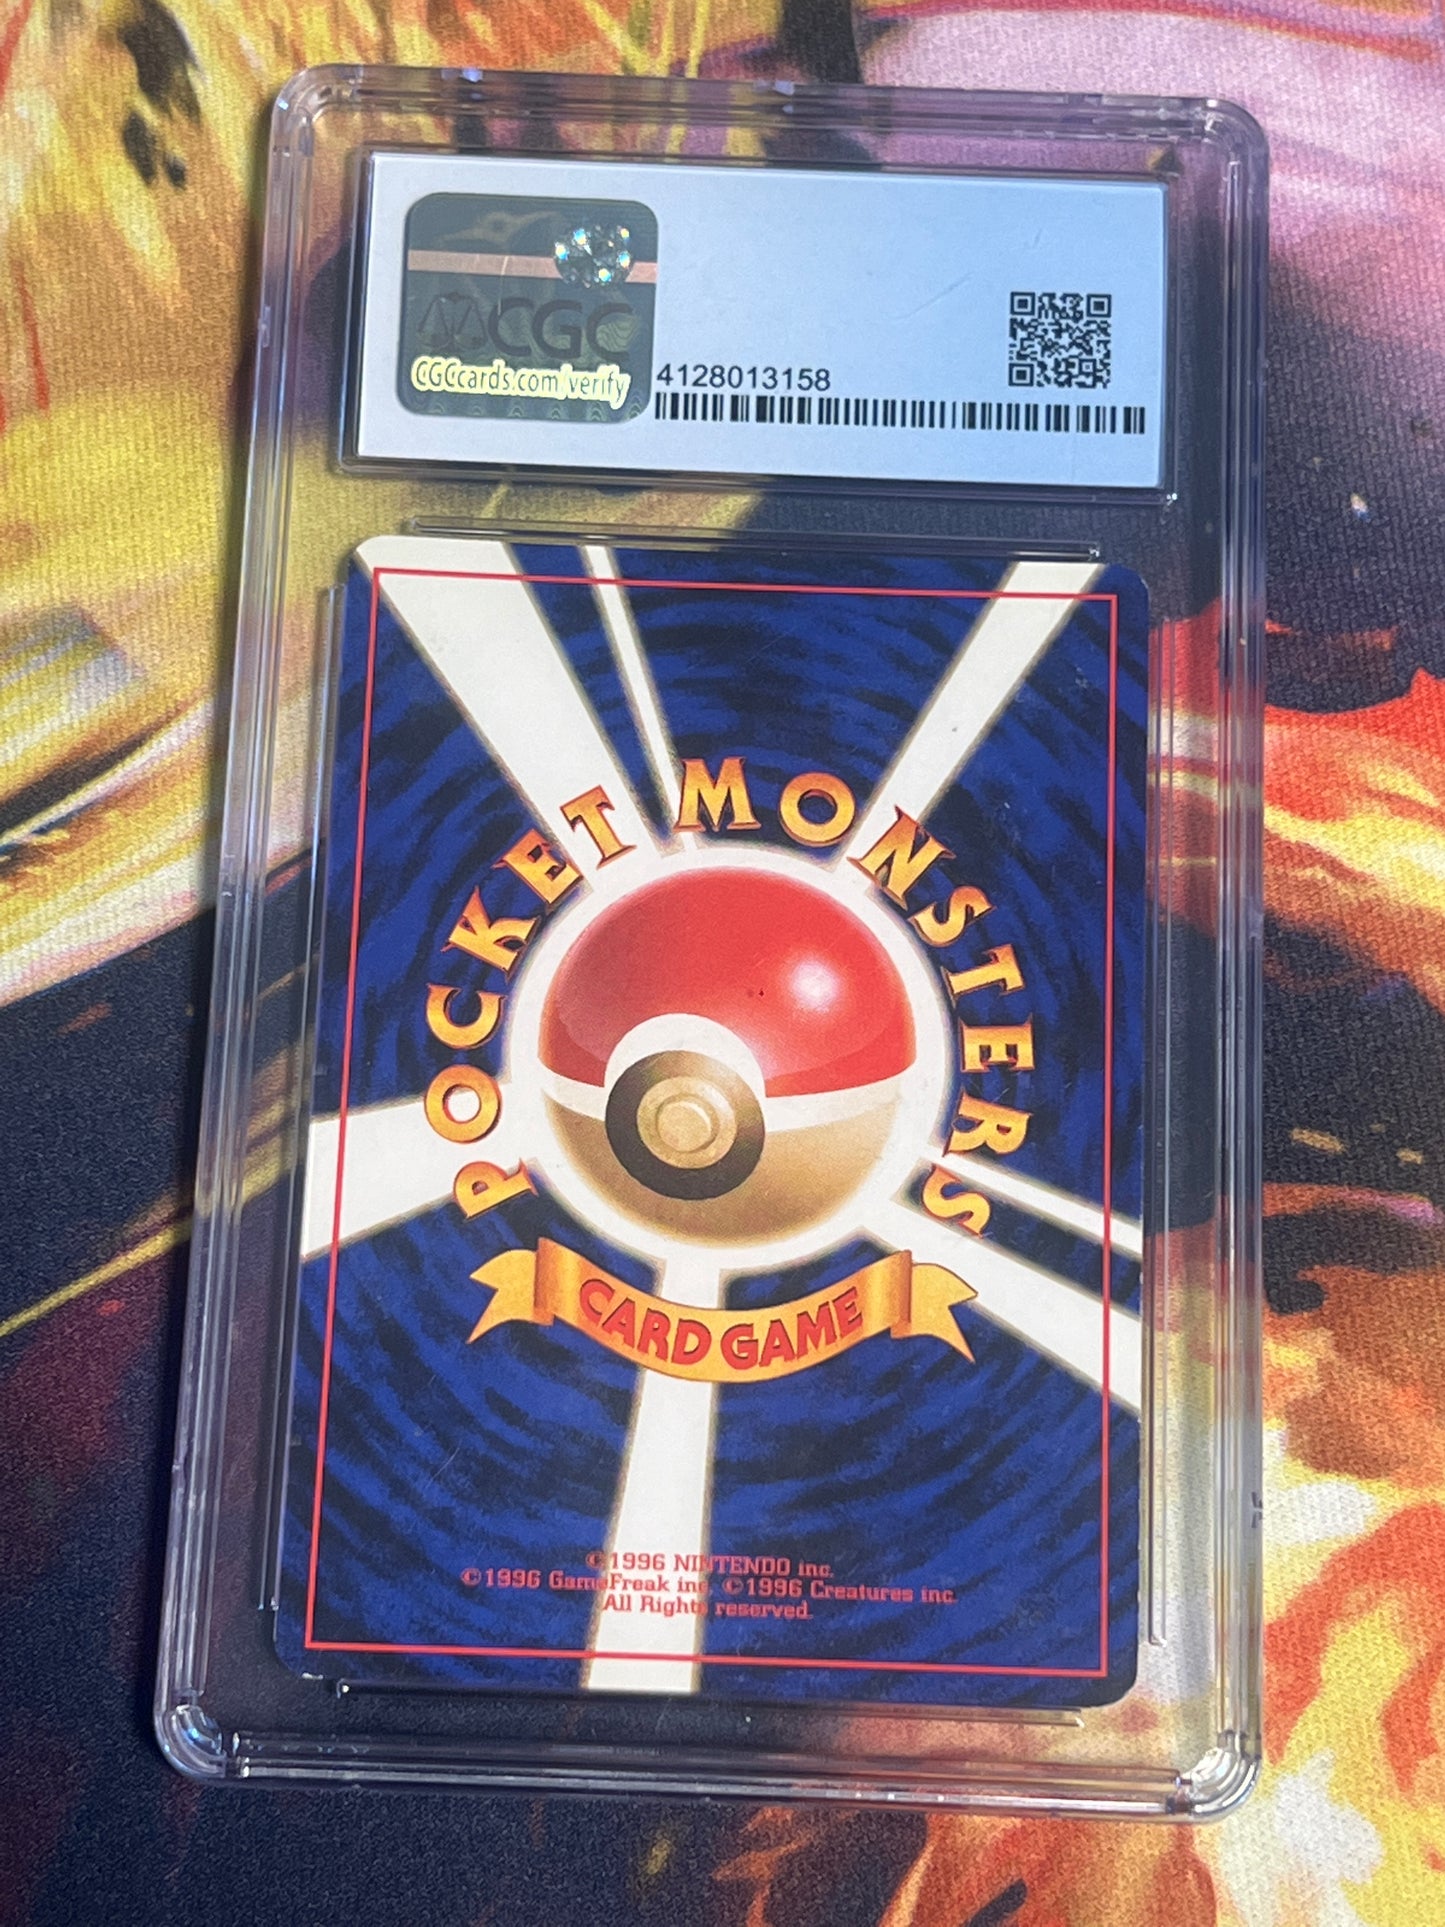 CGC
CGCcards.com/verify
4128013158
POCKET MONSTERS
CARD GAME
©1996 NINTENDO inc.
©1996 GameFreak inc. ©1996 Creatures inc.
All Rights reserved.